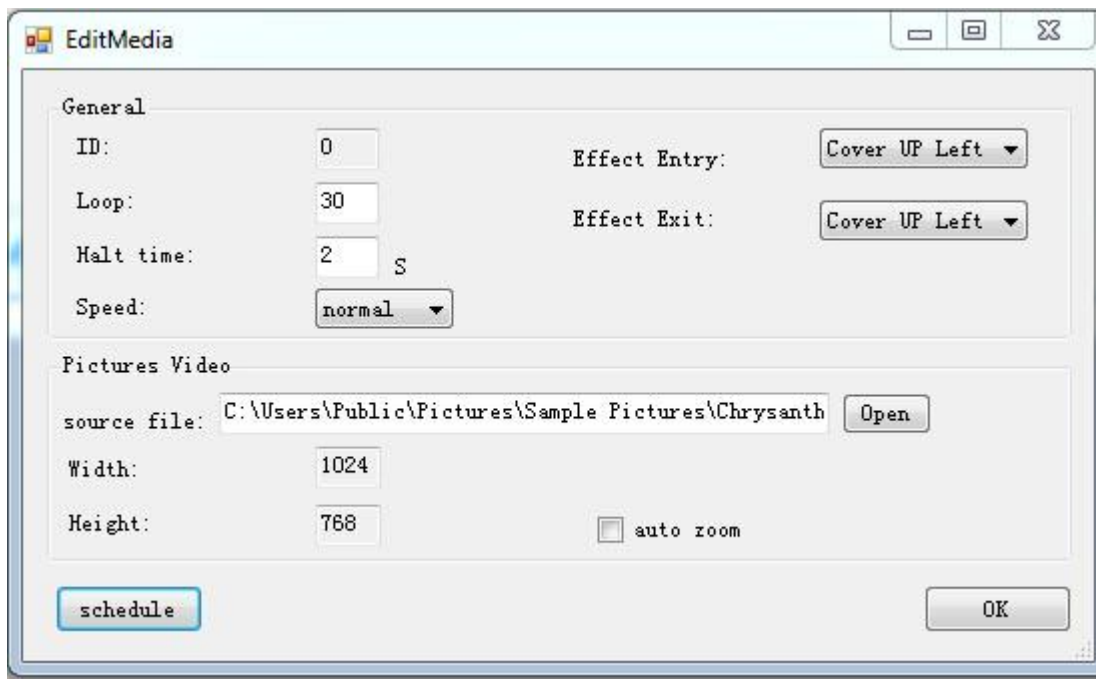 EditMedia
General
ID: 0
Effect Entry: Cover UP Left
Loop: 30
Effect Exit: Cover UP Left
Halt time: 2 S
Speed: normal
Pictures Video
source file: C:\Users\Public\Pictures\Sample Pictures\Chrysanth Open
Width: 1024
Height: 768 auto zoom
schedule OK